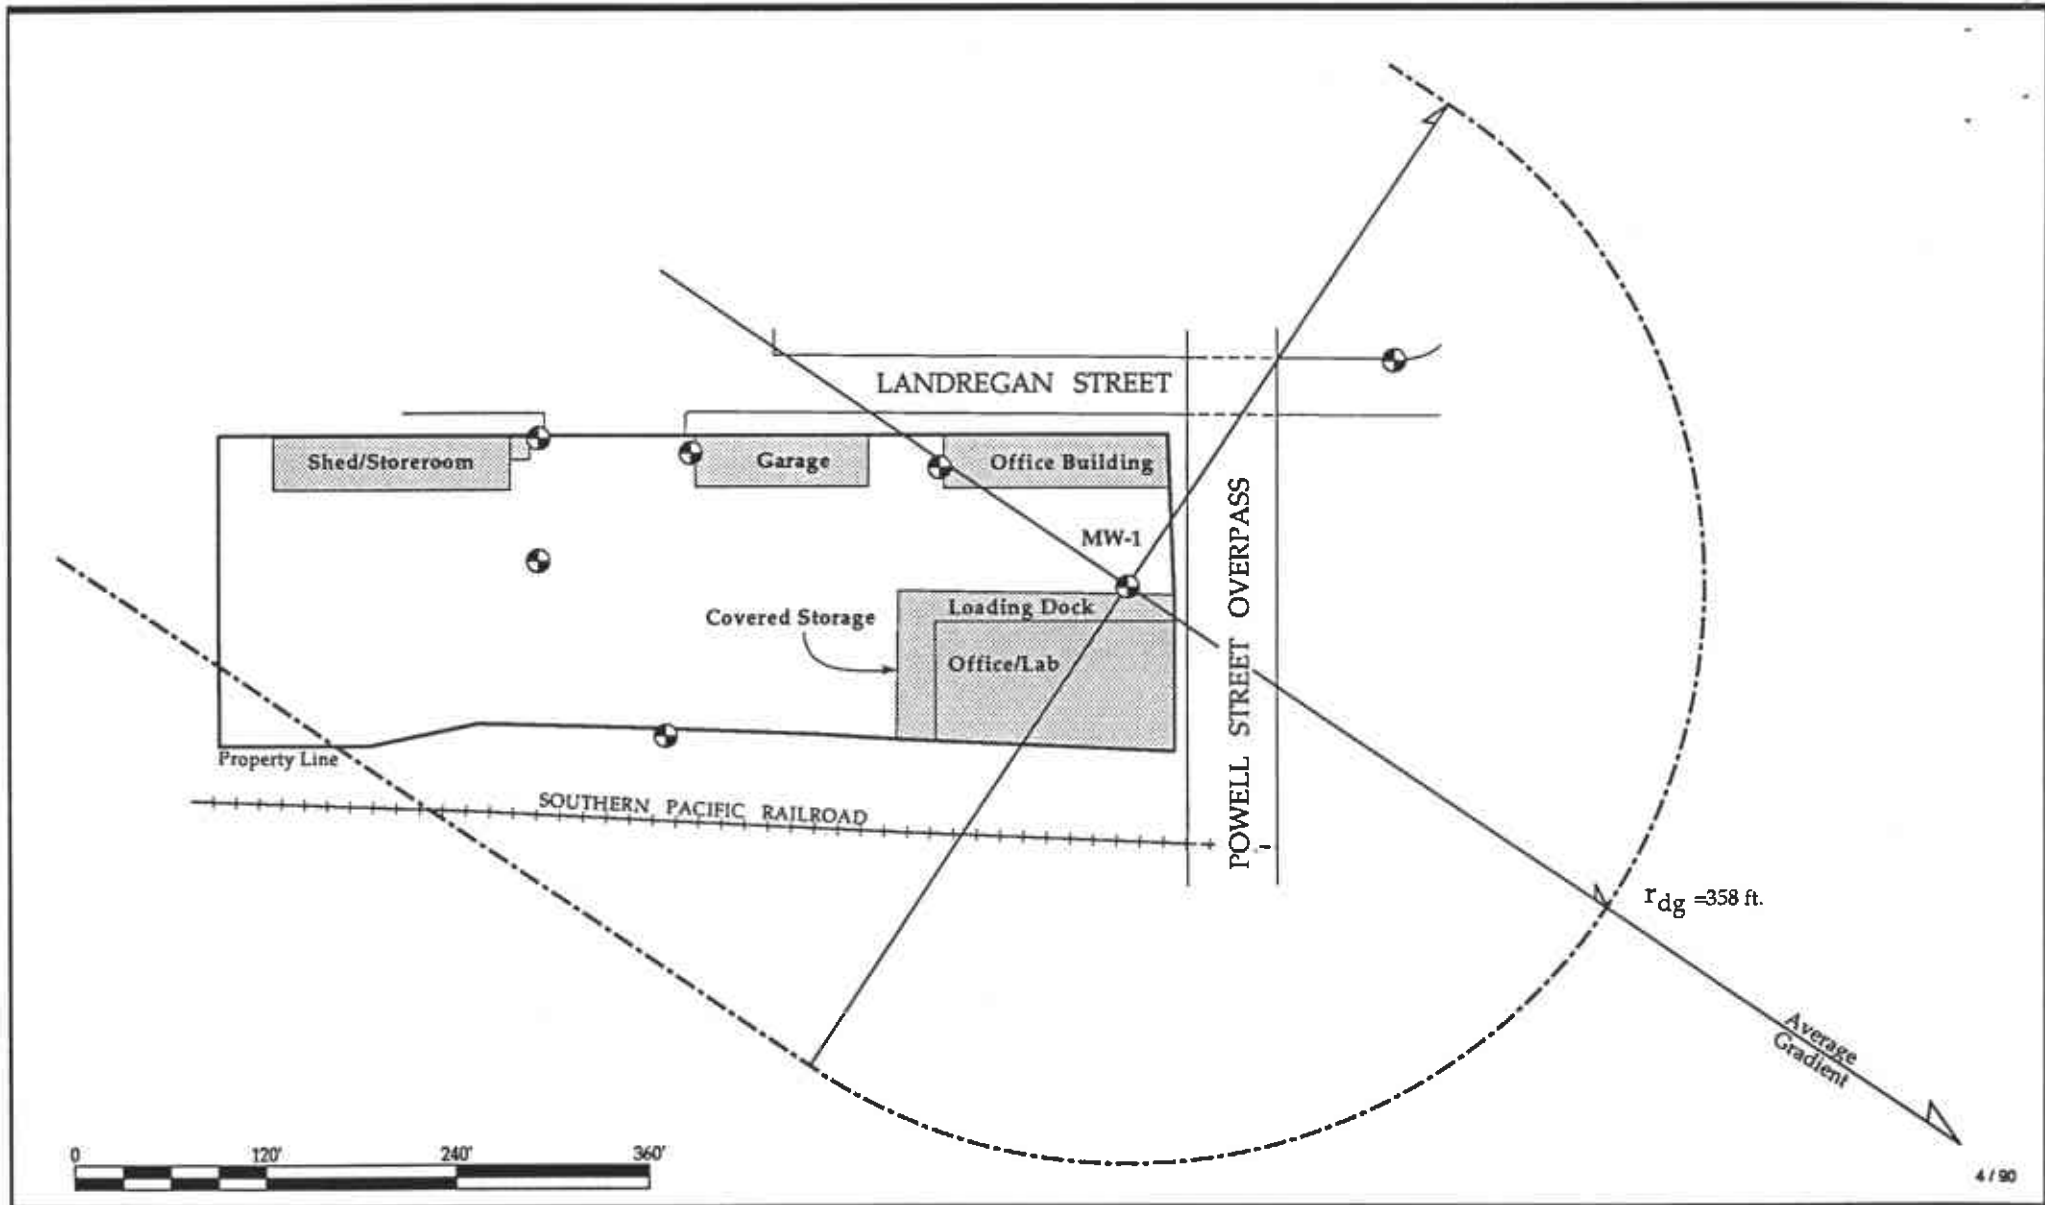 LANDREGAN STREET
Shed/Storeroom
Garage
Office Building
MW-1
POWELL STREET OVERPASS
Loading Dock
Covered Storage
Office/Lab
Property Line
SOUTHERN PACIFIC RAILROAD
rdg =358 ft.
Average
Gradient
0 120' 240' 360'
4 / 90